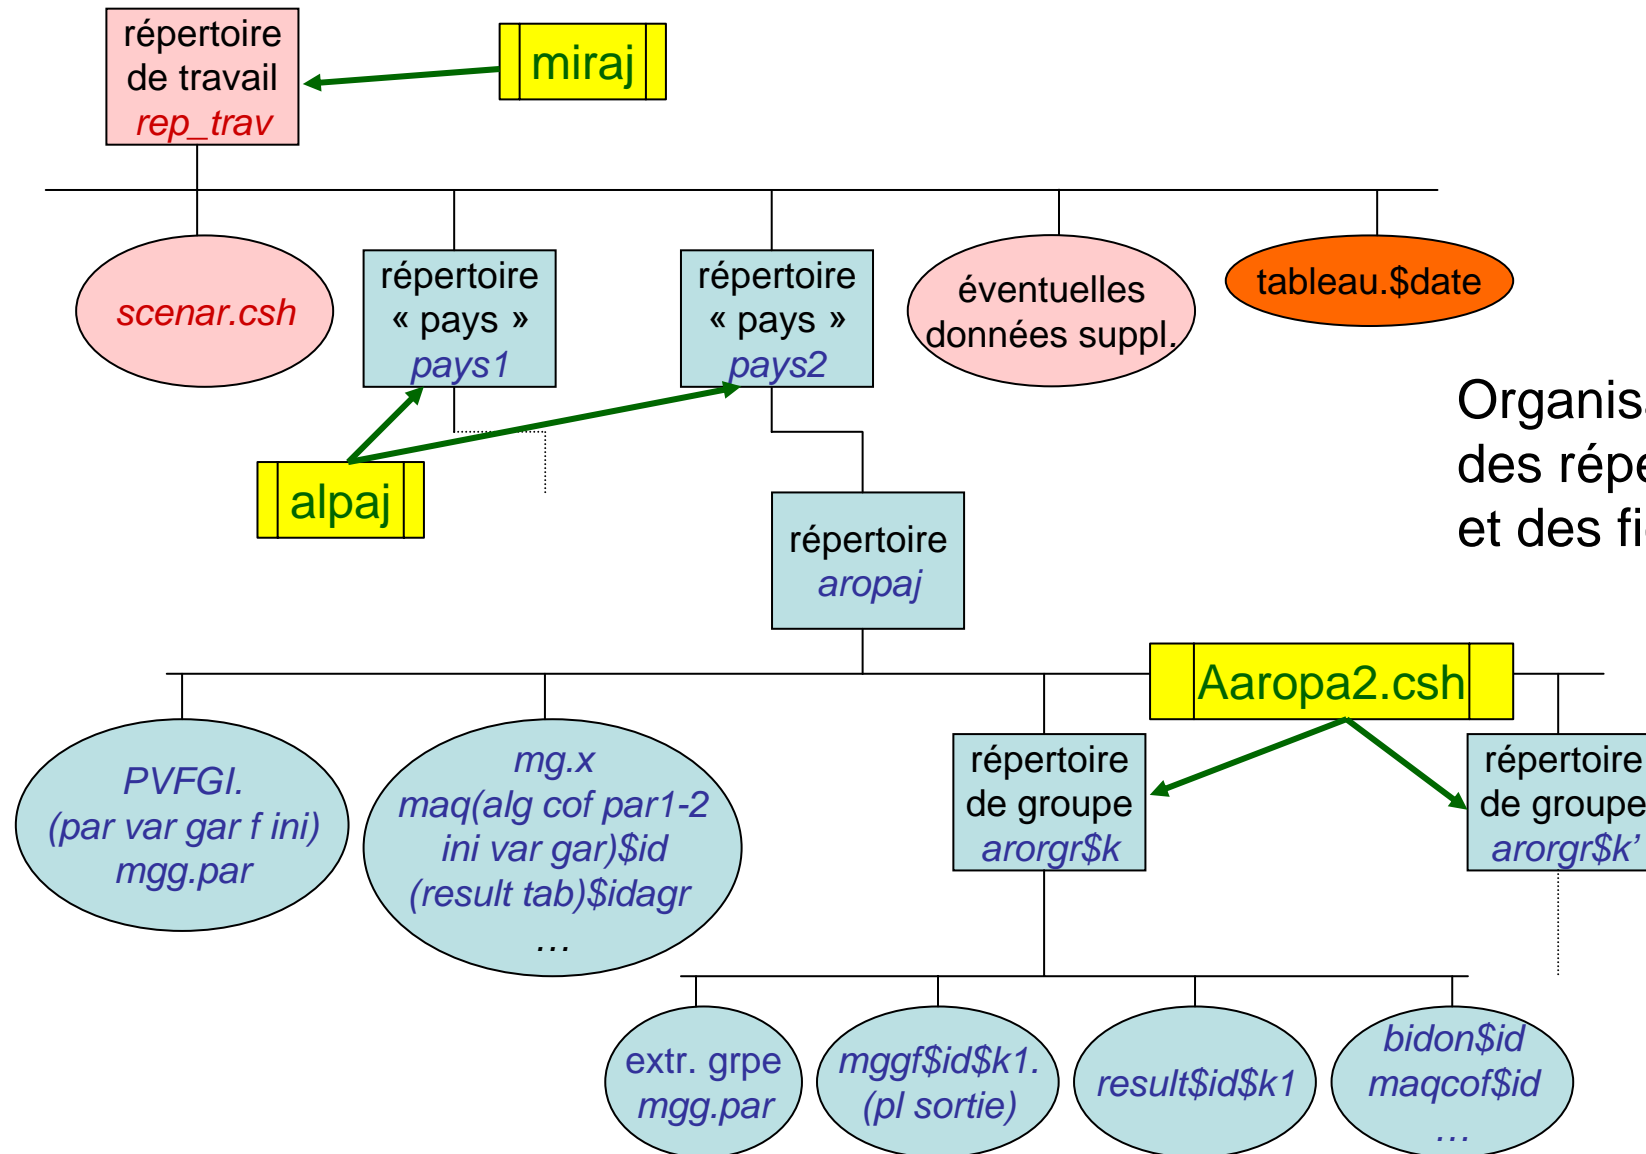 répertoire
de travail
rep_trav
miraj
scenar.csh
répertoire
« pays »
pays1
répertoire
« pays »
pays2
éventuelles
données suppl.
tableau.$date
Organisa
des répe
et des fi
alpaj
répertoire
aropaj
Aaropa2.csh
PVFGI.
(par var gar f ini)
mgg.par
mg.x
maq(alg cof par1-2
ini var gar)$id
(result tab)$idagr
…
répertoire
de groupe
arorgr$k
répertoire
de groupe
arorgr$k’
extr. grpe
mgg.par
mggf$id$k1.
(pl sortie)
result$id$k1
bidon$id
maqcof$id
…